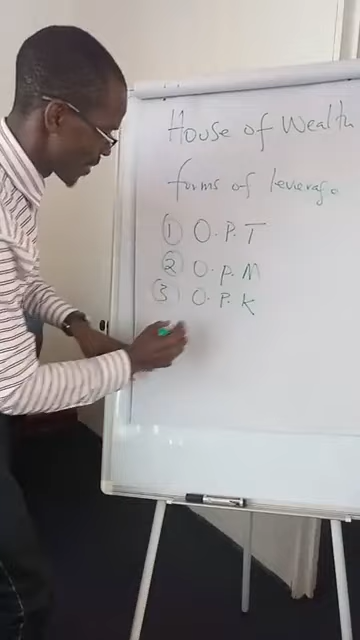 House of Wealth
forms of leverage
1 O.P.T
2 O.P.M
3 O.P.K